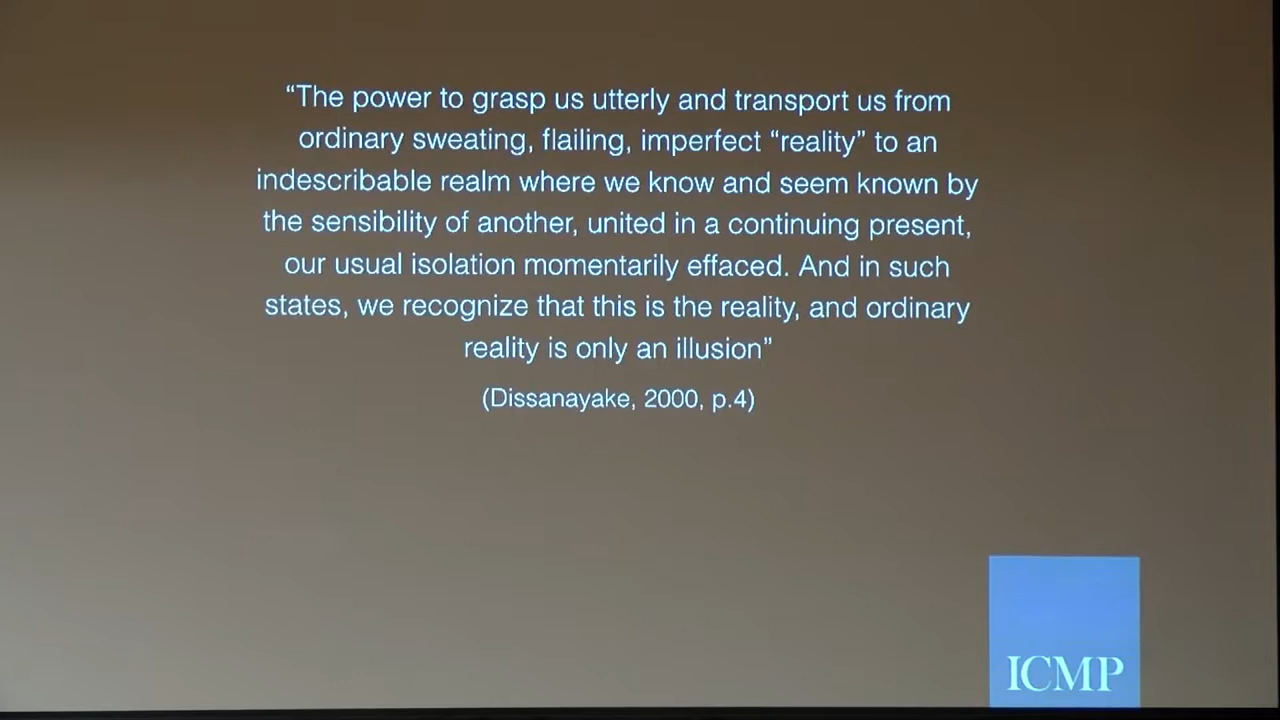 “The power to grasp us utterly and transport us from
ordinary sweating, flailing, imperfect “reality” to an
indescribable realm where we know and seem known by
the sensibility of another, united in a continuing present,
our usual isolation momentarily effaced. And in such
states, we recognize that this is the reality, and ordinary
reality is only an illusion”
(Dissanayake, 2000, p.4)
ICMP